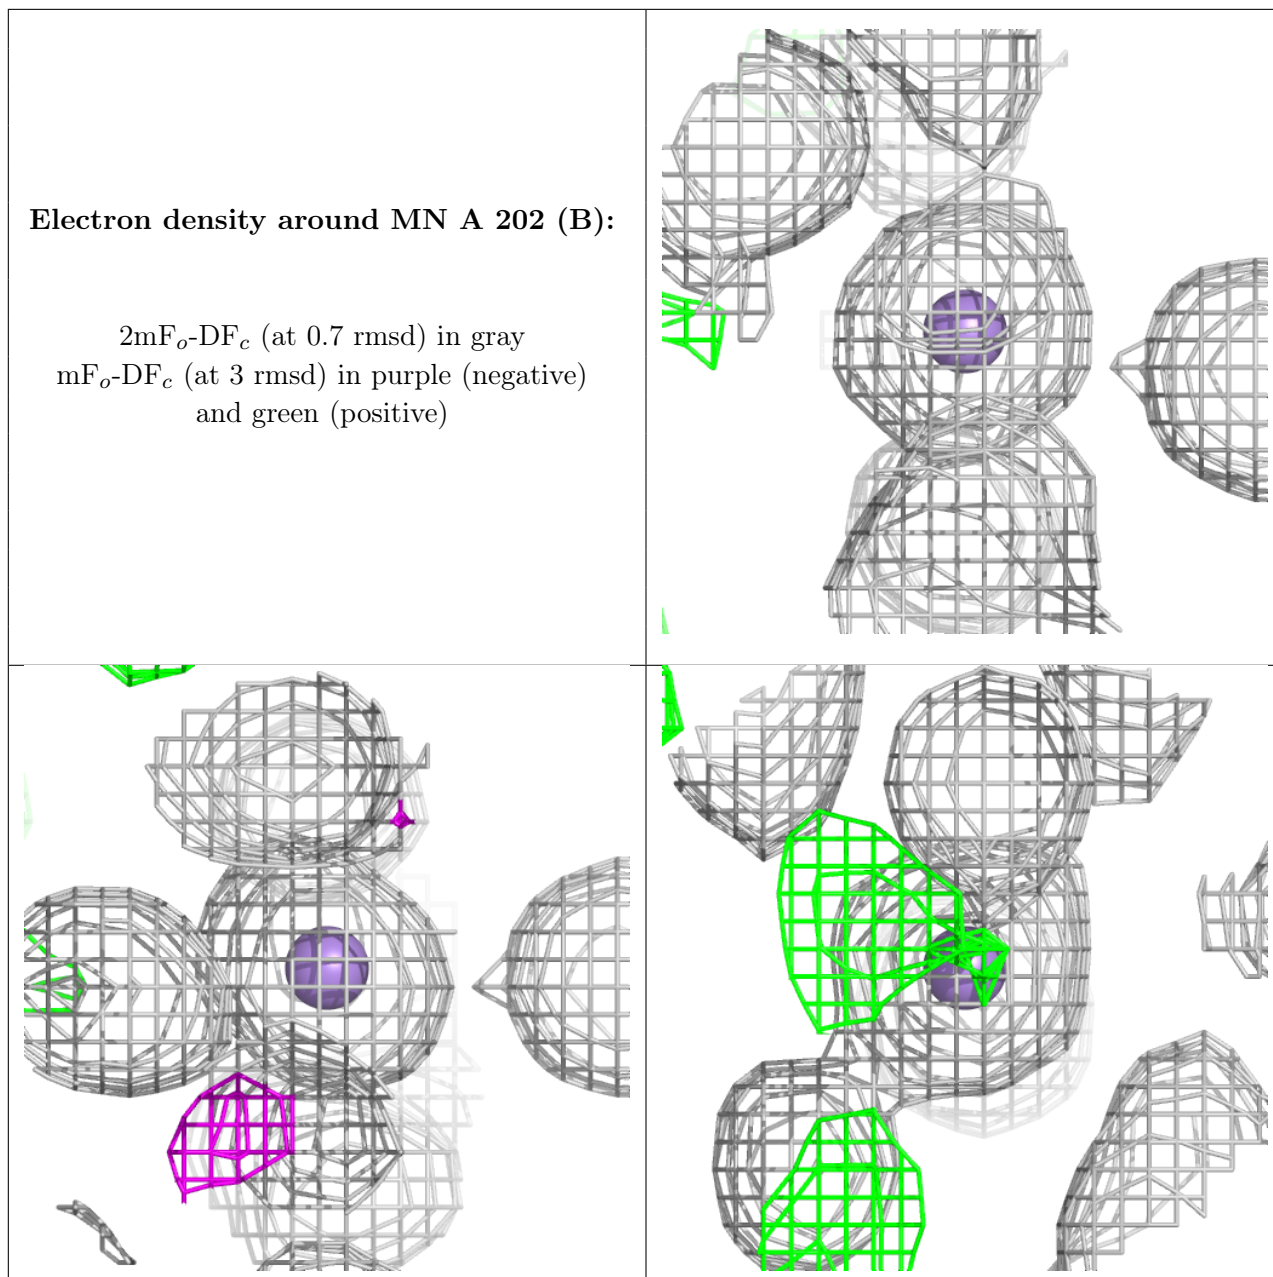 Electron density around MN A 202 (B):
2mFo-DFc (at 0.7 rmsd) in gray
mFo-DFc (at 3 rmsd) in purple (negative)
and green (positive)